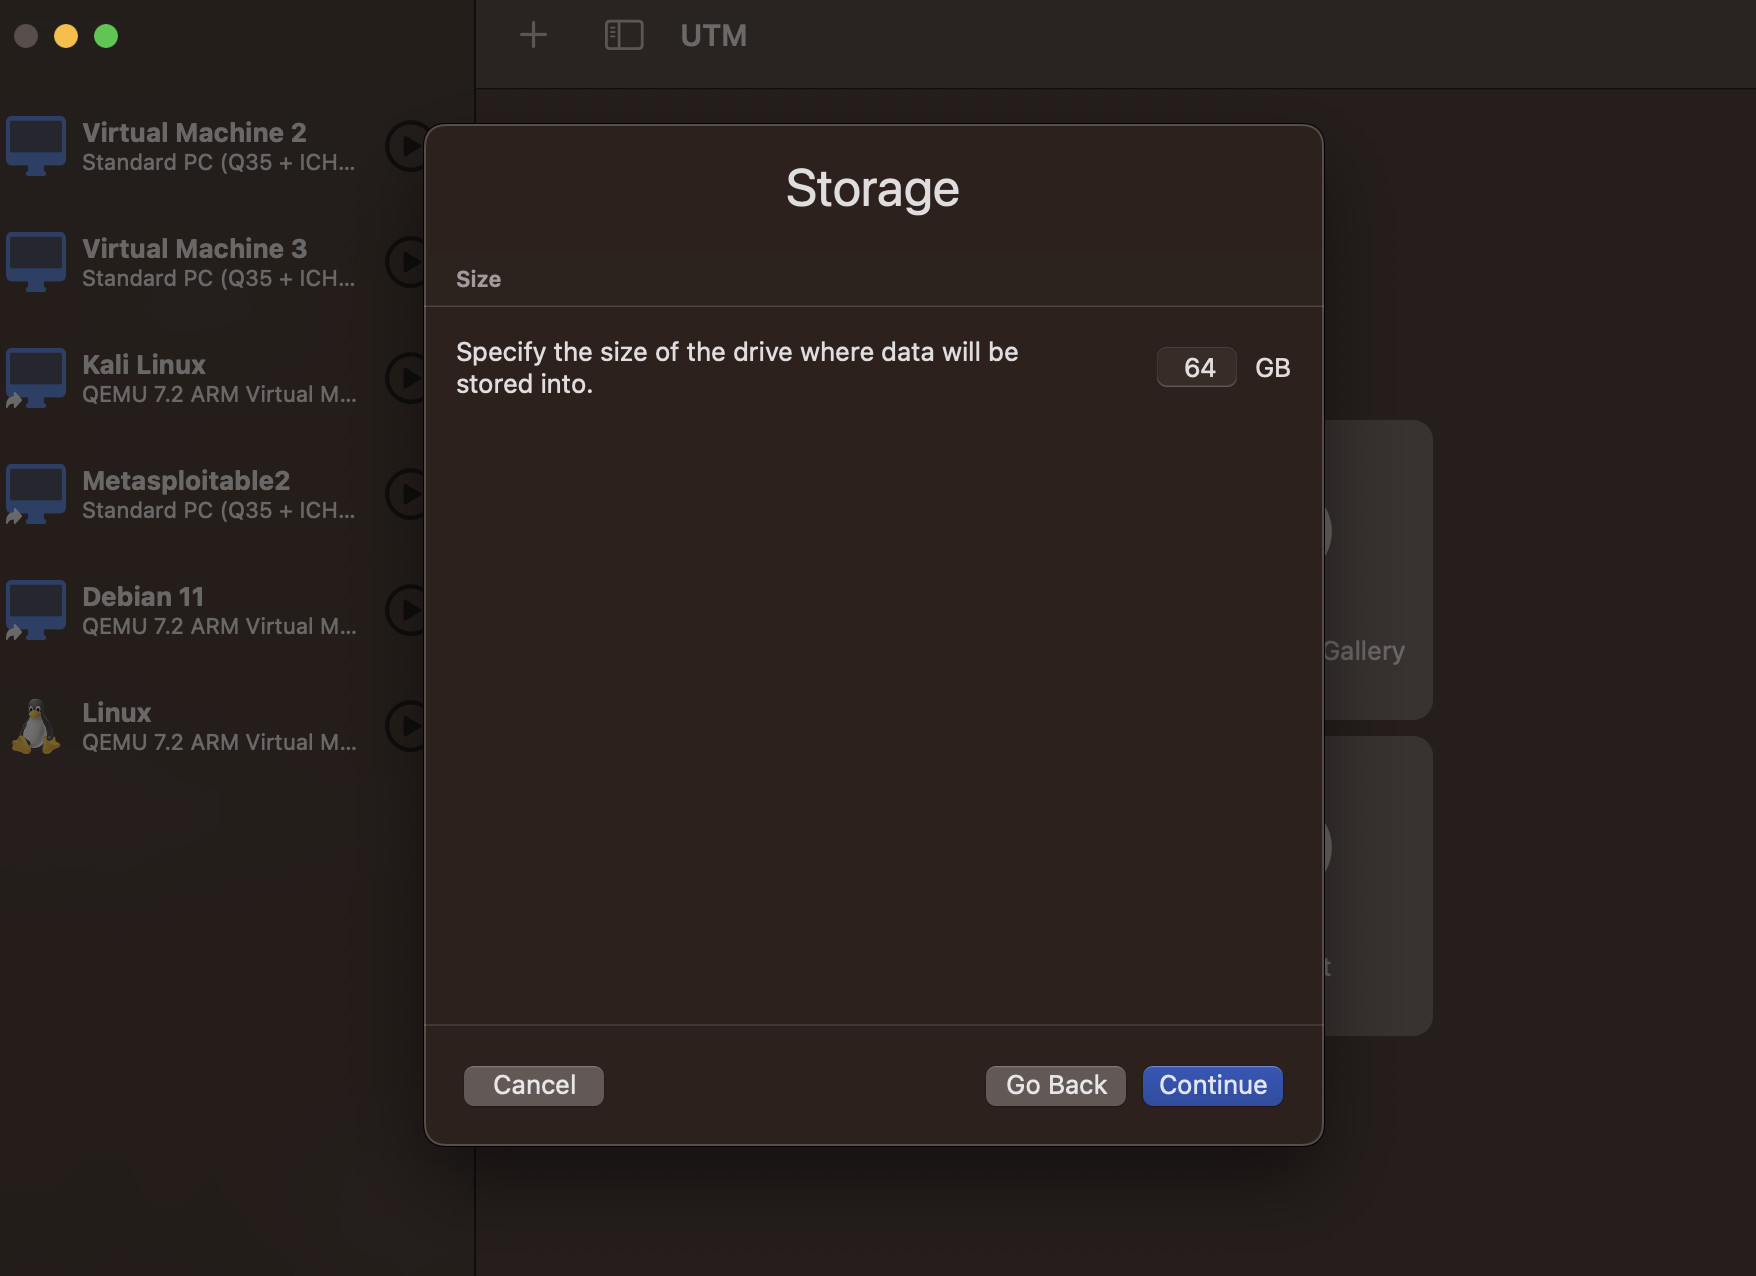 UTM
Virtual Machine 2
Standard PC (Q35 + ICH...
Virtual Machine 3
Standard PC (Q35 + ICH...
Kali Linux
QEMU 7.2 ARM Virtual M...
Metasploitable2
Standard PC (Q35 + ICH...
Debian 11
QEMU 7.2 ARM Virtual M...
Linux
QEMU 7.2 ARM Virtual M...
Storage
Size
Specify the size of the drive where data will be
stored into.
64 GB
Gallery
t
Cancel
Go Back
Continue